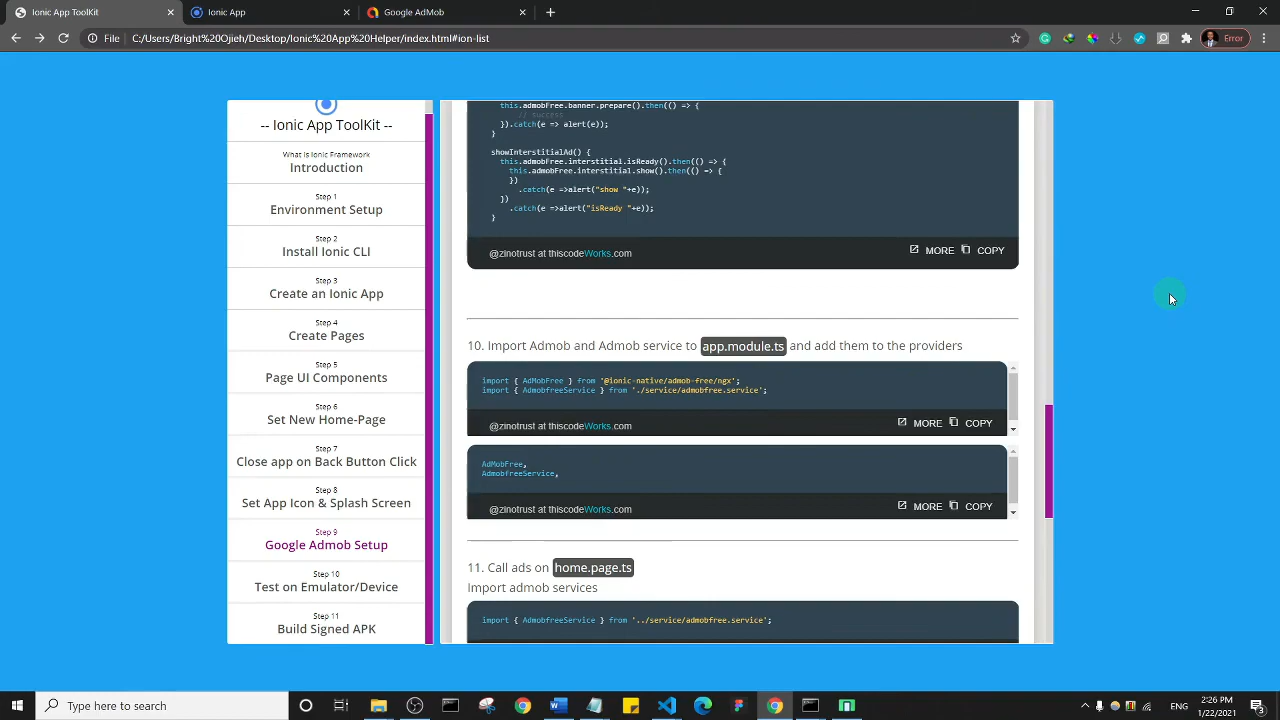 Ionic App ToolKit
Ionic App
Google AdMob
File
C:/Users/Bright%20Ojieh/Desktop/Ionic%20App%20Helper/index.html#ion-list
Error
-- Ionic App ToolKit --
What is Ionic Framework
Introduction
Step 1
Environment Setup
Step 2
Install Ionic CLI
Step 3
Create an Ionic App
Step 4
Create Pages
Step 5
Page UI Components
Step 6
Set New Home-Page
Step 7
Close app on Back Button Click
Step 8
Set App Icon & Splash Screen
Step 9
Google Admob Setup
Step 10
Test on Emulator/Device
Step 11
Build Signed APK
this.admobFree.banner.prepare().then(() => {
// success
}).catch(e => alert(e));
}
showInterstitialAd() {
this.admobFree.interstitial.isReady().then(() => {
this.admobFree.interstitial.show().then(() => {
})
.catch(e =>alert("show "+e));
})
.catch(e =>alert("isReady "+e));
}
@zinotrust at thiscodeWorks.com
MORE COPY
10. Import Admob and Admob service to app.module.ts and add them to the providers
import { AdMobFree } from '@ionic-native/admob-free/ngx';
import { AdmobfreeService } from './service/admobfree.service';
@zinotrust at thiscodeWorks.com
MORE COPY
AdMobFree,
AdmobfreeService,
@zinotrust at thiscodeWorks.com
MORE COPY
11. Call ads on home.page.ts
Import admob services
import { AdmobfreeService } from '../service/admobfree.service';
Type here to search
ENG
2:26 PM
1/22/2021